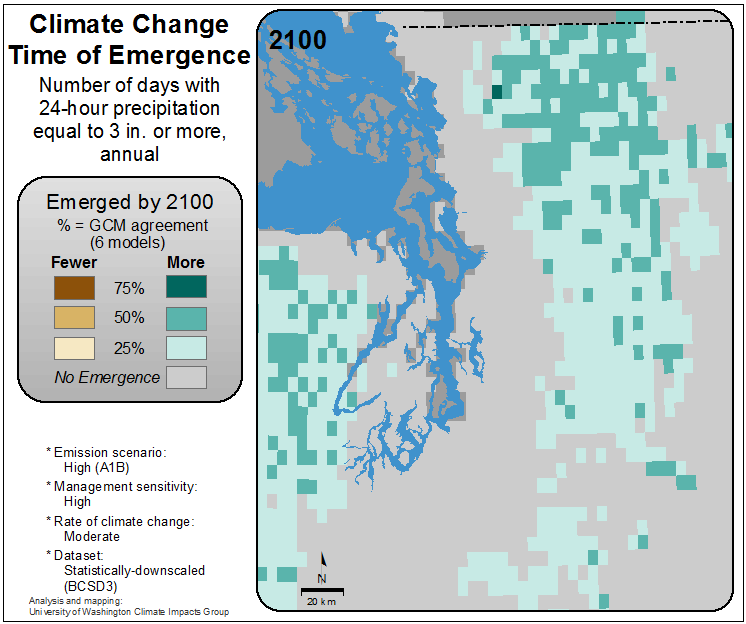 Climate Change
Time of Emergence
Number of days with
24-hour precipitation
equal to 3 in. or more,
annual
Emerged by 2100
% = GCM agreement
(6 models)
Fewer More
75%
50%
25%
No Emergence
* Emission scenario:
High (A1B)
* Management sensitivity:
High
* Rate of climate change:
Moderate
* Dataset:
Statistically-downscaled
(BCSD3)
Analysis and mapping:
University of Washington Climate Impacts Group
2100
N
20 km